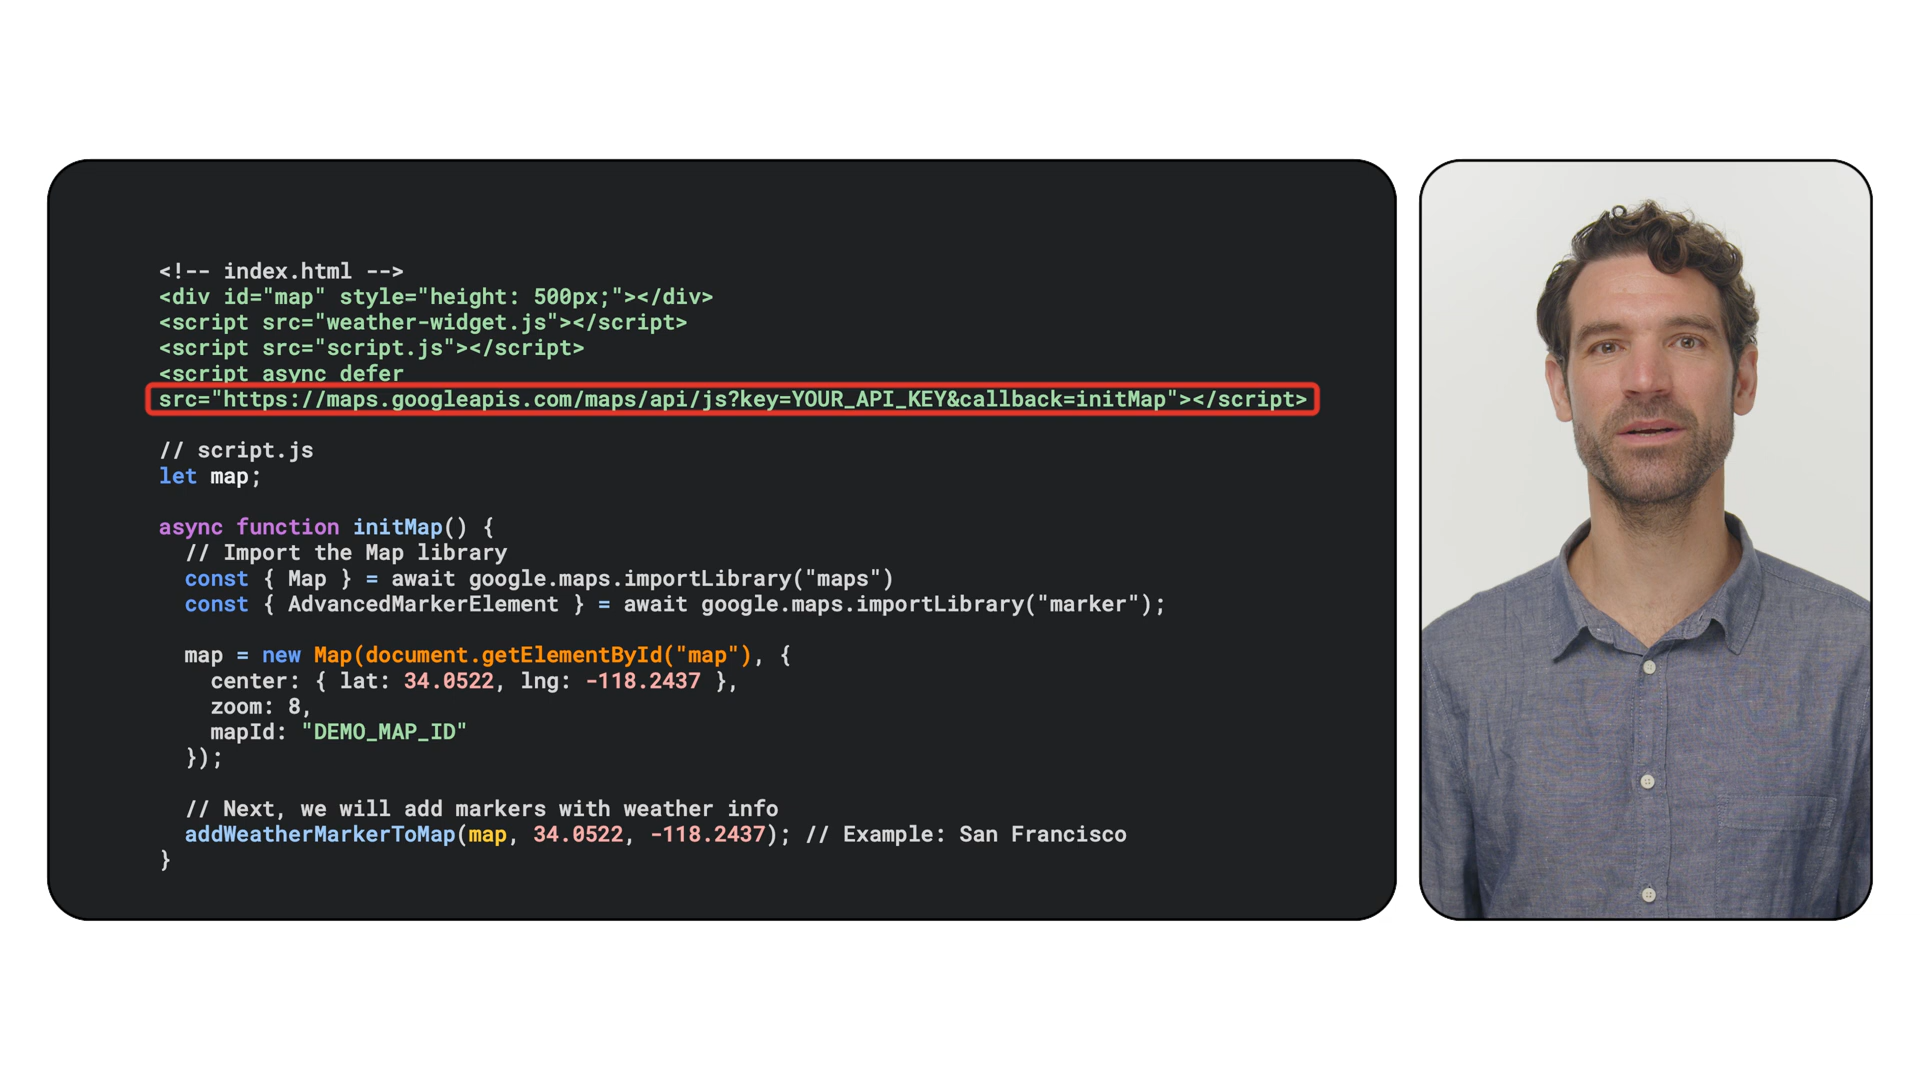 <!-- index.html -->
<div id="map" style="height: 500px;"></div>
<script src="weather-widget.js"></script>
<script src="script.js"></script>
<script async defer
src="https://maps.googleapis.com/maps/api/js?key=YOUR_API_KEY&callback=initMap"></script>
// script.js
let map;
async function initMap() {
// Import the Map library
const { Map } = await google.maps.importLibrary("maps")
const { AdvancedMarkerElement } = await google.maps.importLibrary("marker");
map = new Map(document.getElementById("map"), {
center: { lat: 34.0522, lng: -118.2437 },
zoom: 8,
mapId: "DEMO_MAP_ID"
});
// Next, we will add markers with weather info
addWeatherMarkerToMap(map, 34.0522, -118.2437); // Example: San Francisco
}